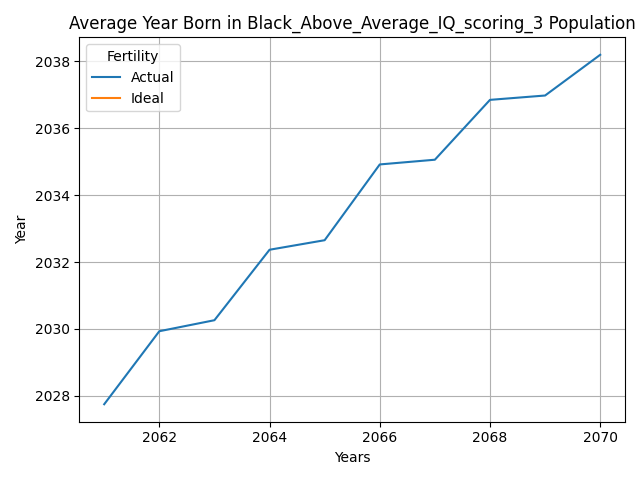 Average Year Born in Black_Above_Average_IQ_scoring_3 Population
Fertility
Actual
Ideal
2038
2036
2034
2032
2030
2028
Year
2062 2064 2066 2068 2070
Years